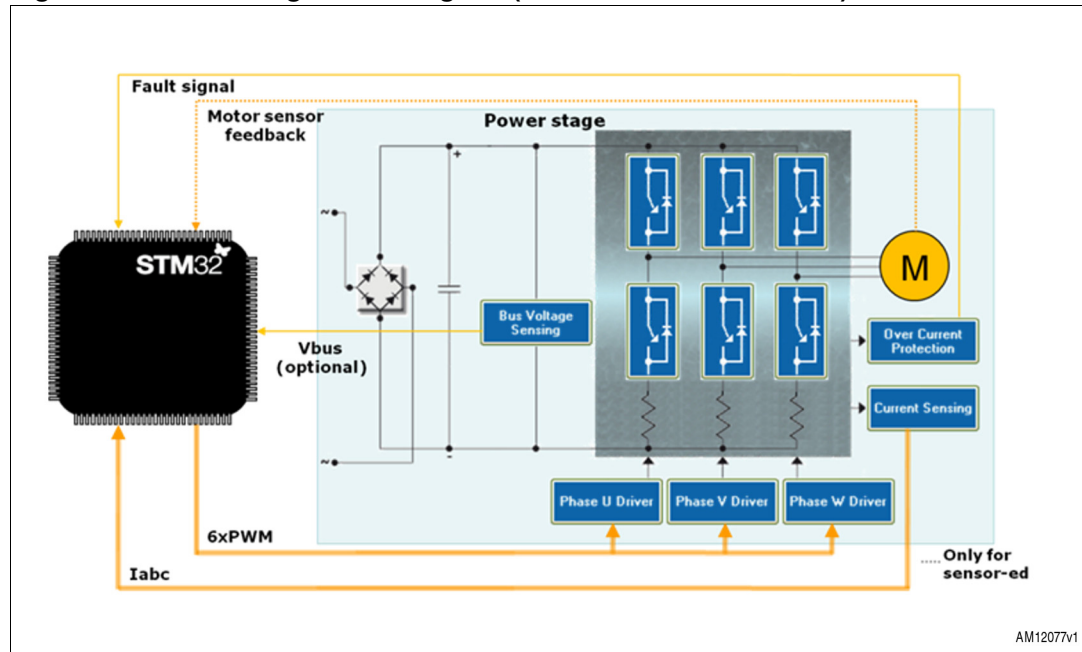 Fault signal
Motor sensor
feedback
Power stage
+
~
STM32
Bus Voltage
Sensing
M
Vbus
(optional)
Over Current
Protection
Current Sensing
~
-
Phase U Driver
Phase V Driver
Phase W Driver
6xPWM
Iabc
Only for
sensor-ed
AM12077v1